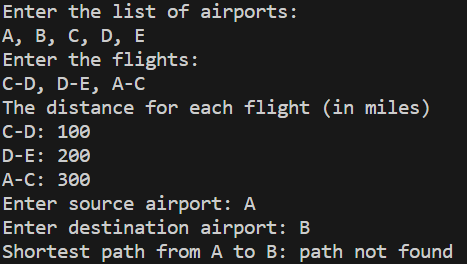 Enter the list of airports:
A, B, C, D, E
Enter the flights:
C-D, D-E, A-C
The distance for each flight (in miles)
C-D: 100
D-E: 200
A-C: 300
Enter source airport: A
Enter destination airport: B
Shortest path from A to B: path not found